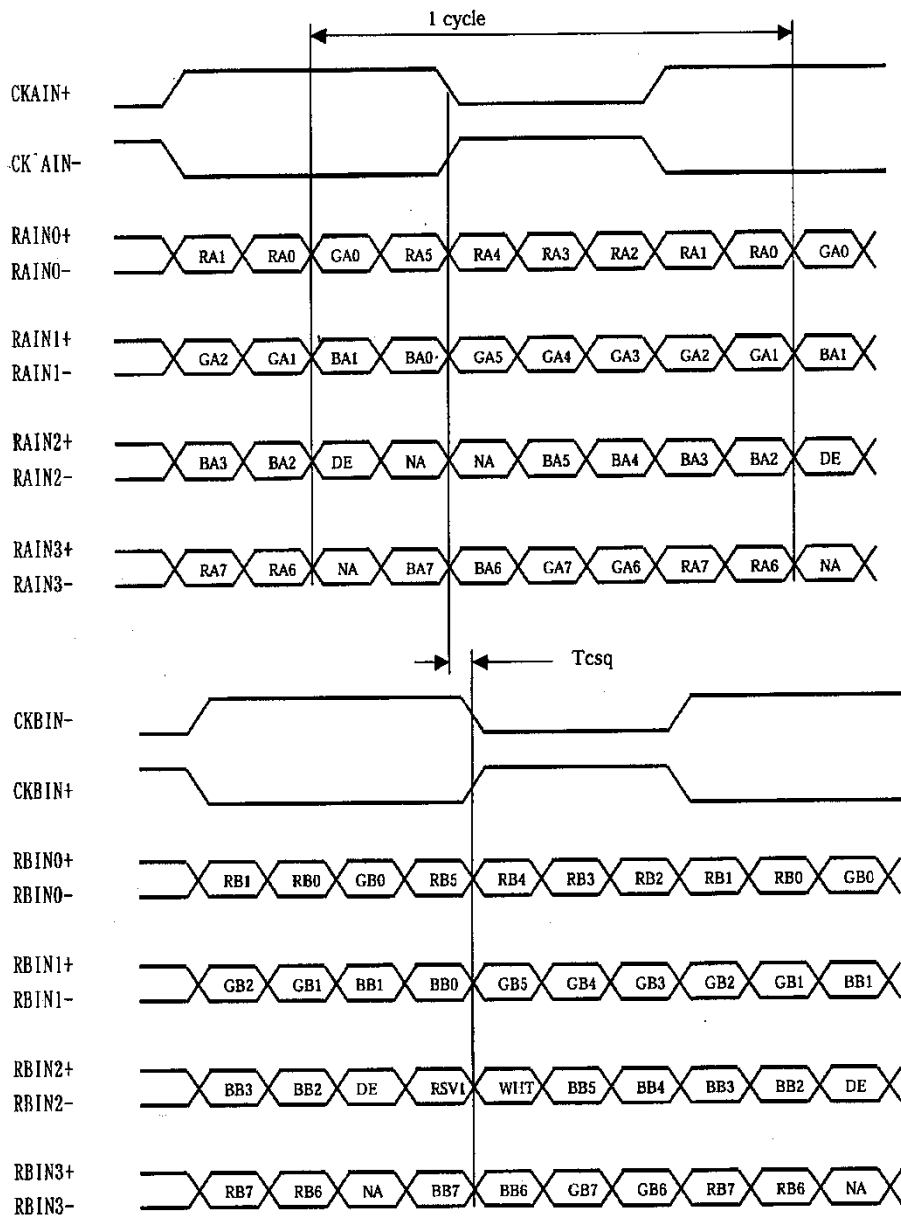 1 cycle
CKAIN+
CK AIN-
RAIN0+
RA1 RA0 GA0 RA5 RA4 RA3 RA2 RA1 RA0 GA0
RAIN0-
RAIN1+
GA2 GA1 BA1 BA0 GA5 GA4 GA3 GA2 GA1 BA1
RAIN1-
RAIN2+
BA3 BA2 DE NA NA BA5 BA4 BA3 BA2 DE
RAIN2-
RAIN3+
RA7 RA6 NA BA7 BA6 GA7 GA6 RA7 RA6 NA
RAIN3-
Tcsq
CKBIN-
CKBIN+
RBIN0+
RB1 RB0 GB0 RB5 RB4 RB3 RB2 RB1 RB0 GB0
RBIN0-
RBIN1+
GB2 GB1 BB1 BB0 GB5 GB4 GB3 GB2 GB1 BB1
RBIN1-
RBIN2+
BB3 BB2 DE RSV1 WHT BB5 BB4 BB3 BB2 DE
RBIN2-
RBIN3+
RB7 RB6 NA BB7 BB6 GB7 GB6 RB7 RB6 NA
RBIN3-